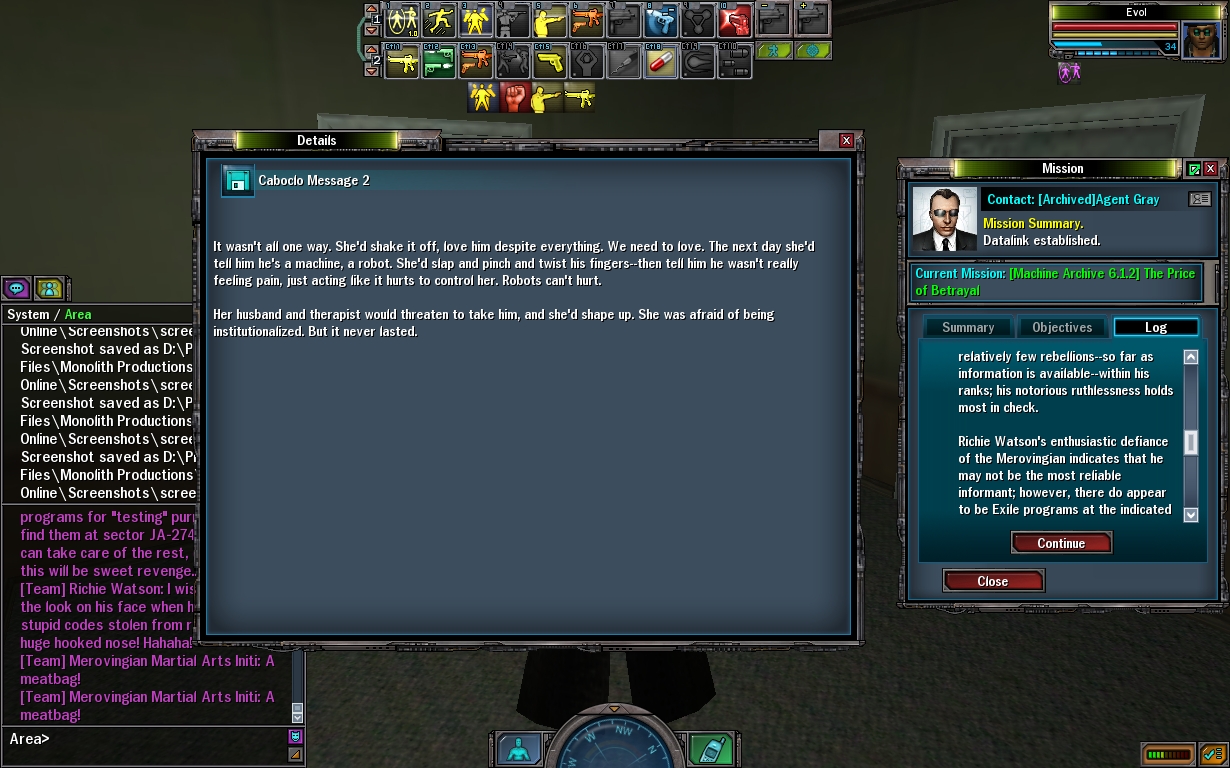 Evol
34
Details
Caboclo Message 2
It wasn't all one way. She'd shake it off, love him despite everything. We need to love. The next day she'd
tell him he's a machine, a robot. She'd slap and pinch and twist his fingers--then tell him he wasn't really
feeling pain, just acting like it hurts to control her. Robots can't hurt.
Her husband and therapist would threaten to take him, and she'd shape up. She was afraid of being
institutionalized. But it never lasted.
Mission
Contact: [Archived]Agent Gray
Mission Summary.
Datalink established.
Current Mission: [Machine Archive 6.1.2] The Price
of Betrayal
Summary
Objectives
Log
relatively few rebellions--so far as
information is available--within his
ranks; his notorious ruthlessness holds
most in check.
Richie Watson's enthusiastic defiance
of the Merovingian indicates that he
may not be the most reliable
informant; however, there do appear
to be Exile programs at the indicated
Continue
Close
System / Area
Online\Screenshots\scree
Screenshot saved as D:\P
Files\Monolith Productions
Online\Screenshots\scree
Screenshot saved as D:\P
Files\Monolith Productions
Online\Screenshots\scree
Screenshot saved as D:\P
Files\Monolith Productions
Online\Screenshots\scree
programs for "testing" pur
find them at sector JA-274
can take care of the rest,
this will be sweet revenge..
[Team] Richie Watson: I wis
the look on his face when h
stupid codes stolen from r
huge hooked nose! Hahaha!
[Team] Merovingian Martial Arts Initi: A
meatbag!
[Team] Merovingian Martial Arts Initi: A
meatbag!
Area>
W
NW
N